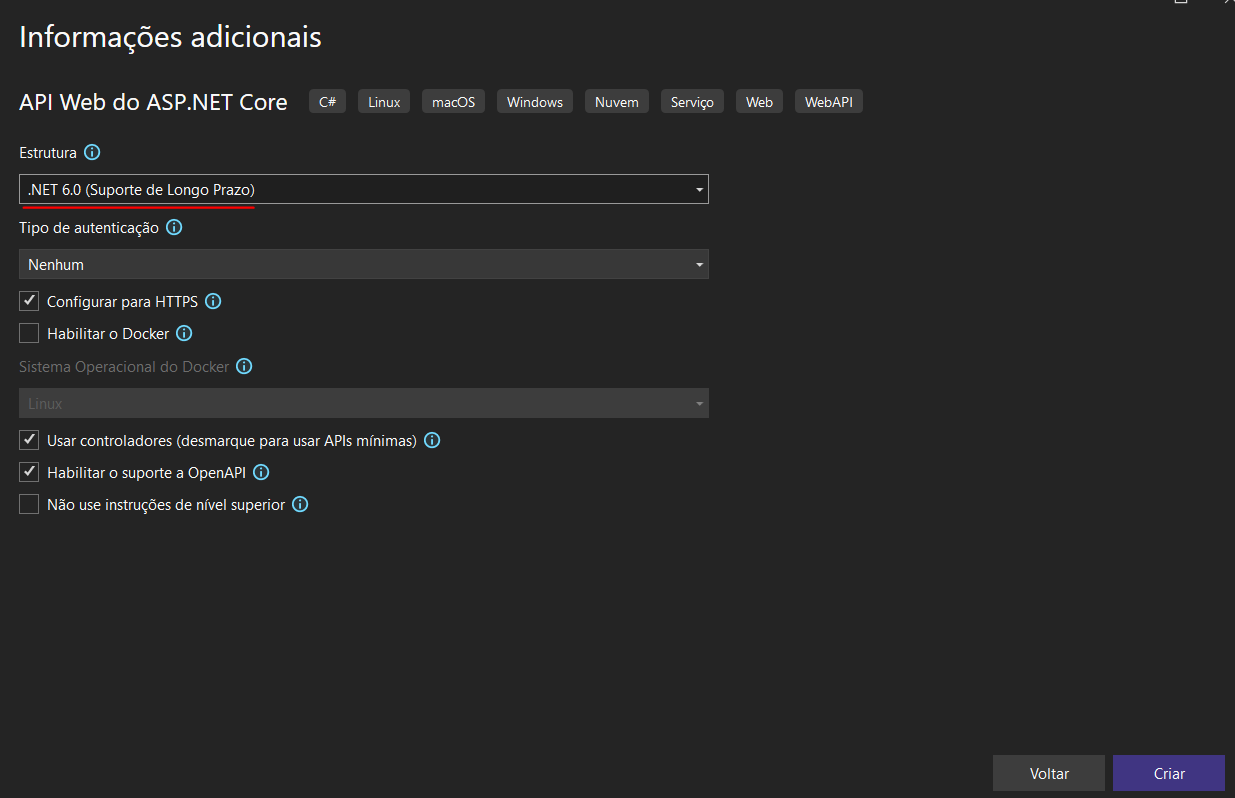 Informações adicionais
API Web do ASP.NET Core C# Linux macOS Windows Nuvem Serviço Web WebAPI
Estrutura
.NET 6.0 (Suporte de Longo Prazo)
Tipo de autenticação
Nenhum
Configurar para HTTPS
Habilitar o Docker
Sistema Operacional do Docker
Linux
Usar controladores (desmarque para usar APIs mínimas)
Habilitar o suporte a OpenAPI
Não use instruções de nível superior
Voltar Criar